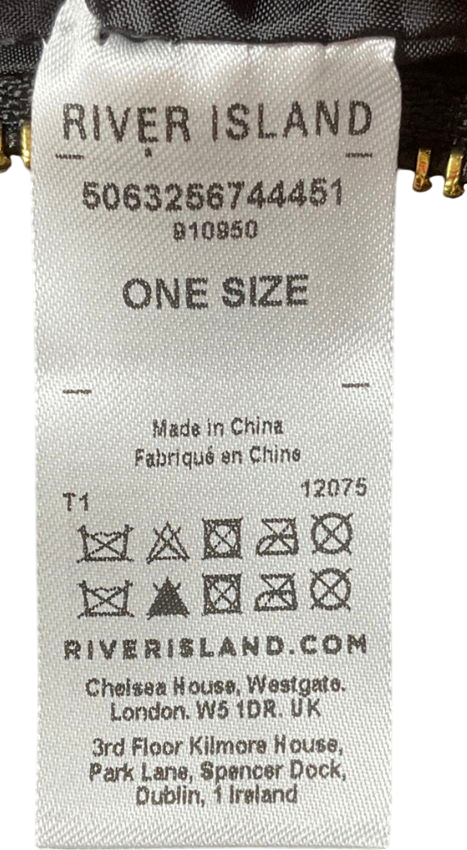 RIVER ISLAND
5063256744451
910950
ONE SIZE
Made in China
Fabriqué en Chine
12075
T1
RIVERISLAND.COM
Chelsea House, Westgate.
London. W5 1DR. UK
3rd Floor Kilmore House,
Park Lane, Spencer Dock,
Dublin, 1 Ireland